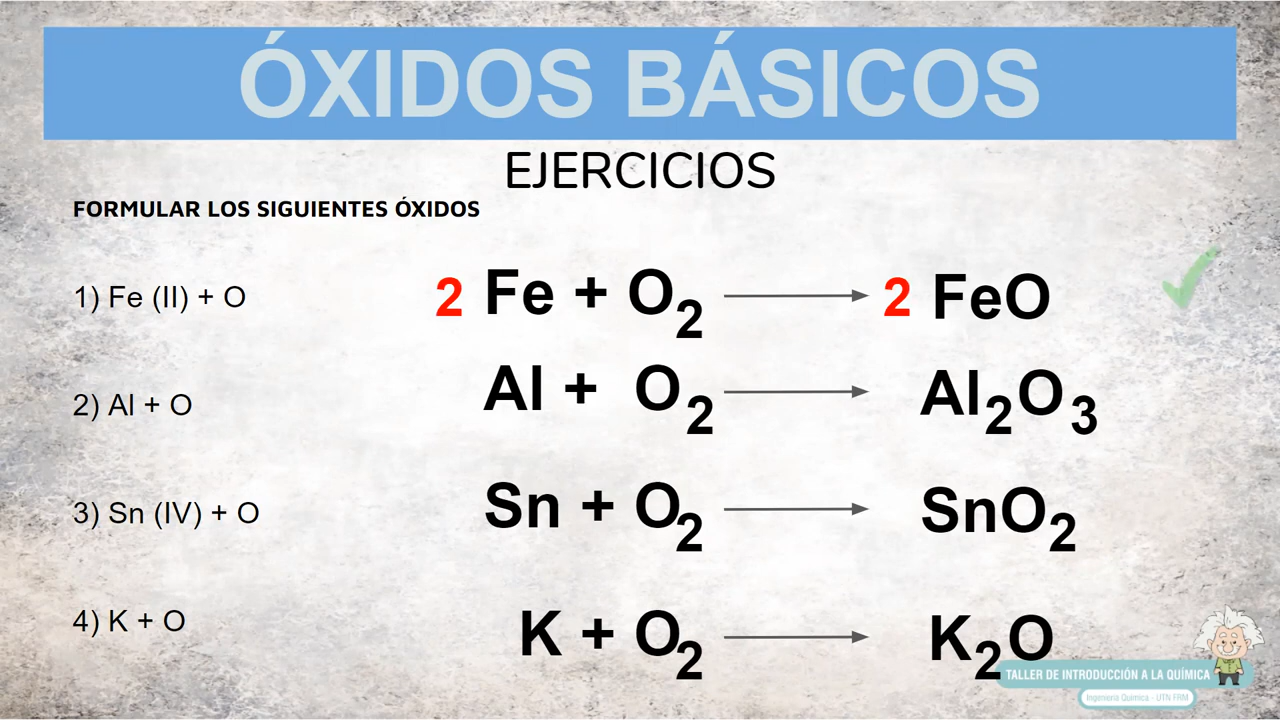 ÓXIDOS BÁSICOS
EJERCICIOS
FORMULAR LOS SIGUIENTES ÓXIDOS
1) Fe (II) + O
2 Fe + O2 → 2 FeO
2) Al + O
Al + O2 → Al2O3
3) Sn (IV) + O
Sn + O2 → SnO2
4) K + O
K + O2 → K2O
TALLER DE INTRODUCCIÓN A LA QUÍMICA
Ingeniería Química - UTN FRM